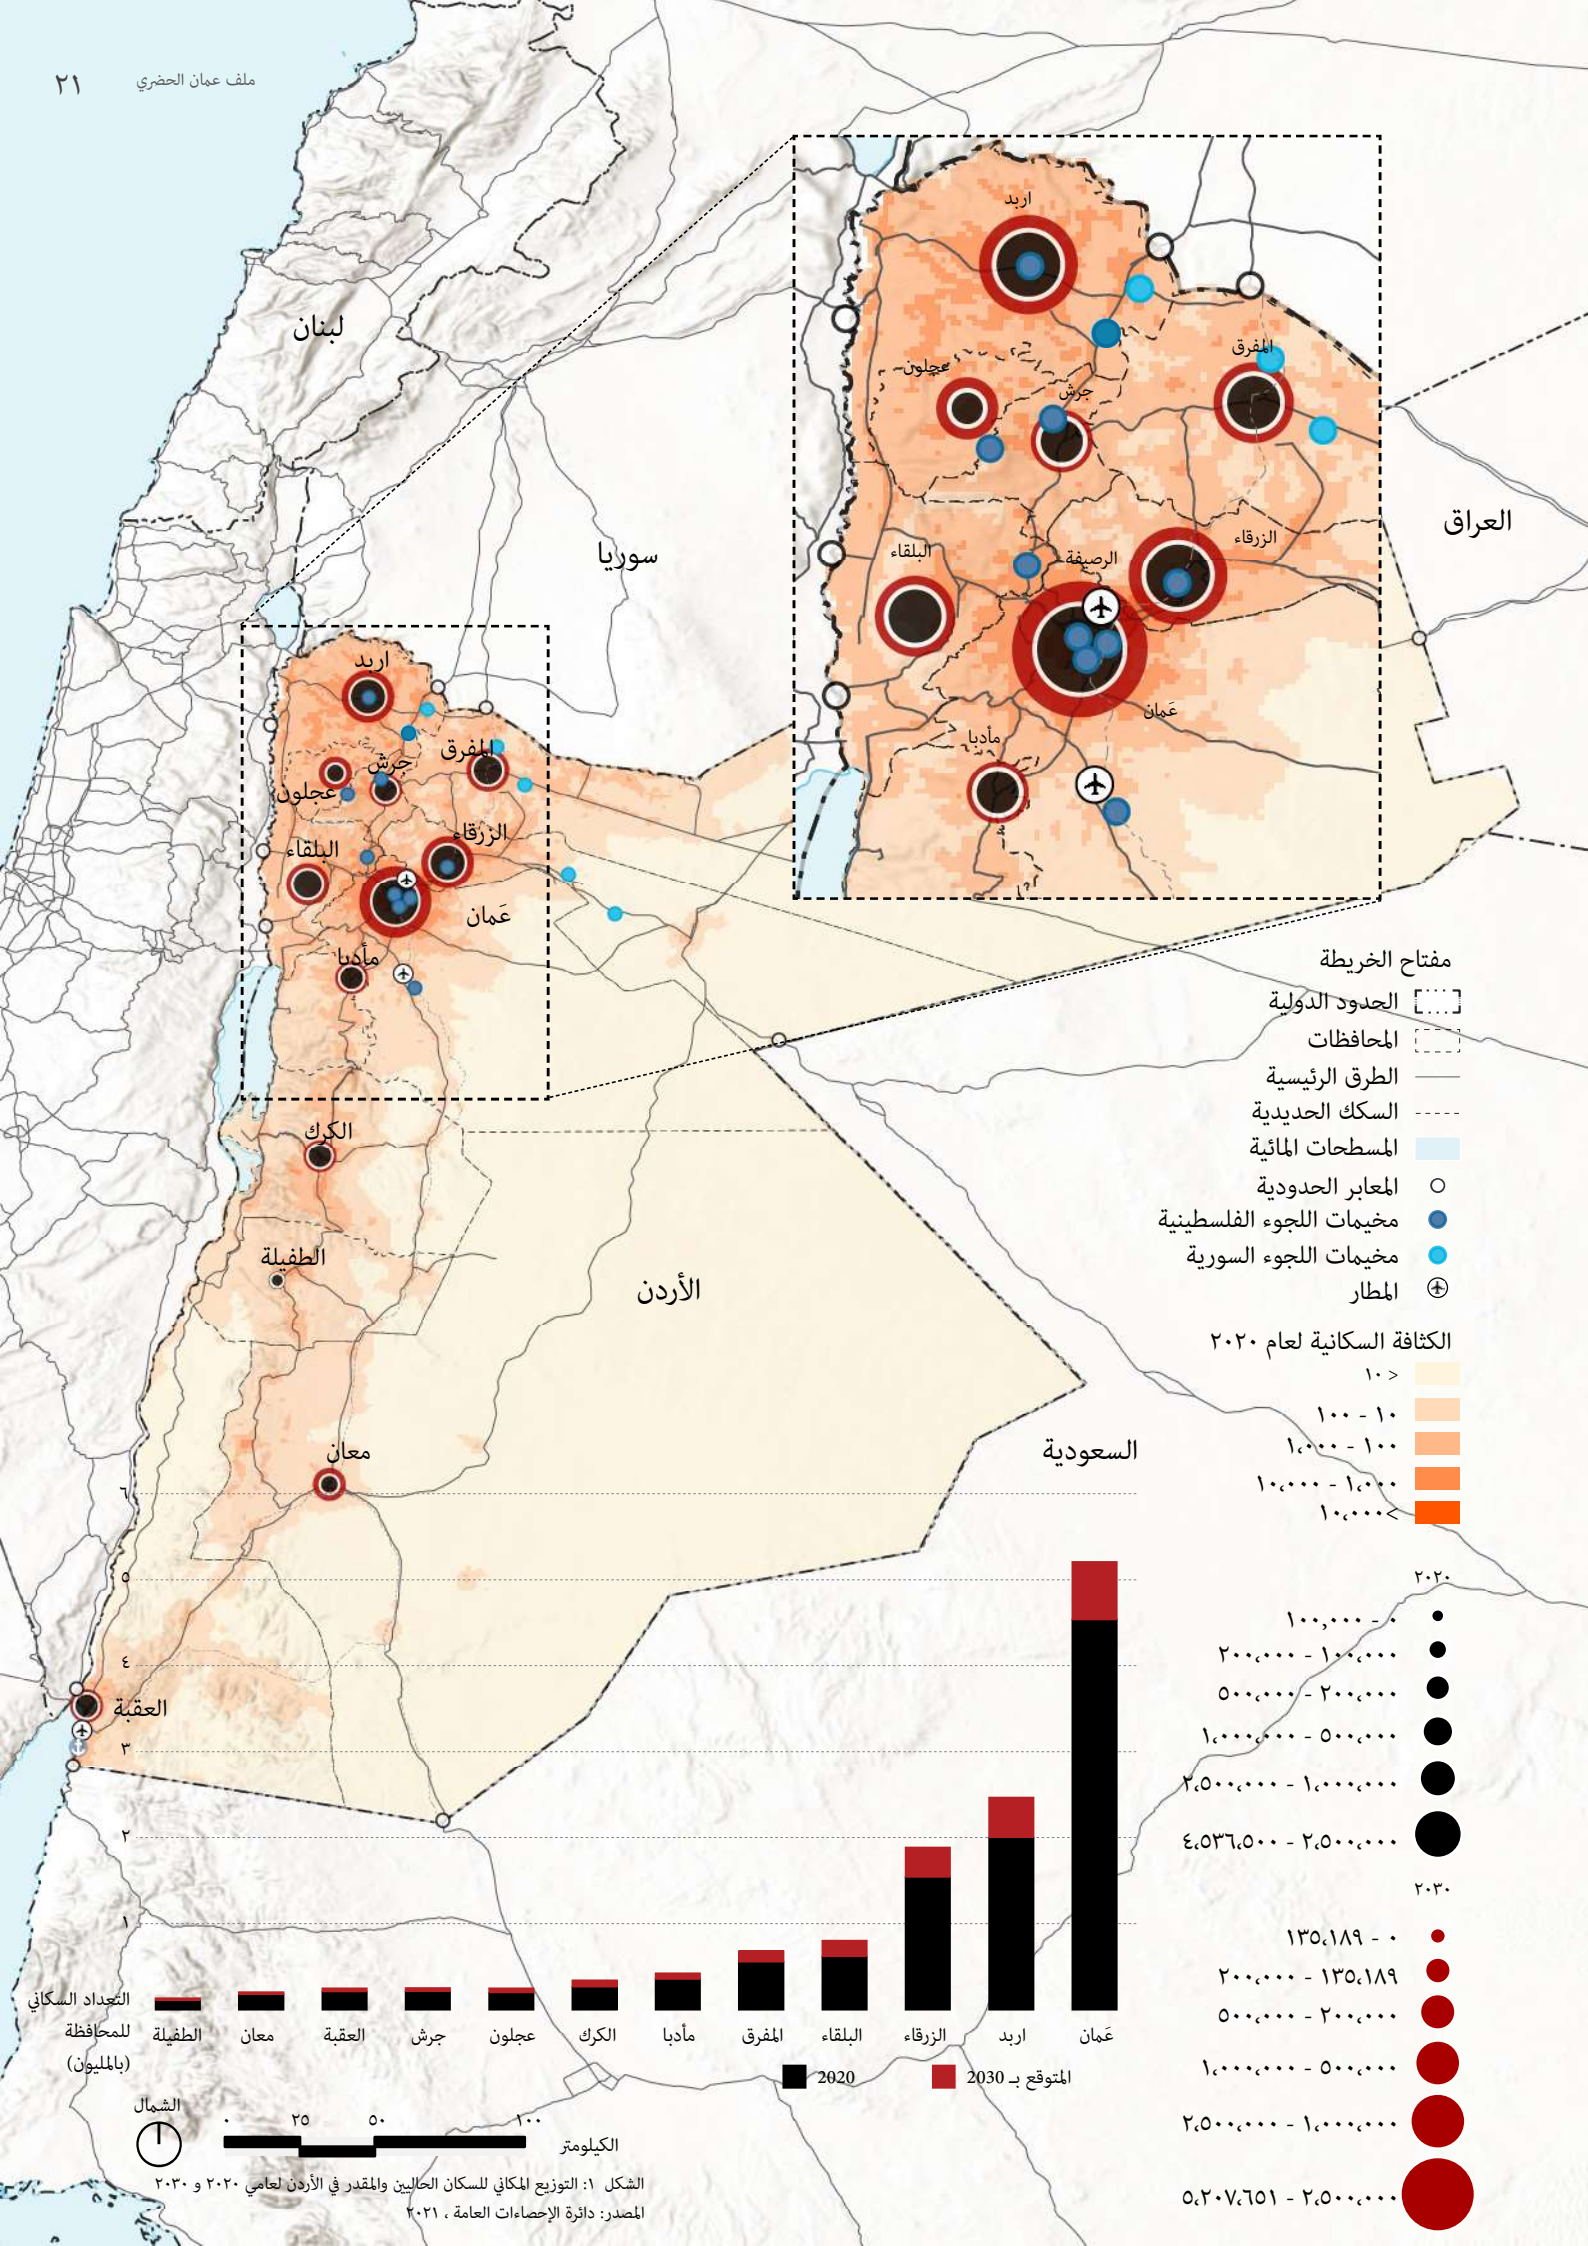 ملف عمان الحضري
٢١
لبنان
سوريا
العراق
اربد
عجلون
جرش
المفرق
البلقاء
الرصيفة
الزرقاء
عَمان
مأدبا
اربد
المفرق
جرش
عجلون
الزرقاء
البلقاء
عَمان
مأدبا
الكرك
الطفيلة
الأردن
معان
السعودية
العقبة
مفتاح الخريطة
الحدود الدولية
المحافظات
الطرق الرئيسية
السكك الحديدية
المسطحات المائية
المعابر الحدودية
مخيمات اللجوء الفلسطينية
مخيمات اللجوء السورية
المطار
الكثافة السكانية لعام ٢٠٢٠
< ١٠
١٠ - ١٠٠
١٠٠ - ١،٠٠٠
١،٠٠٠ - ١٠،٠٠٠
>١٠،٠٠٠
٢٠٢٠
٠ - ١٠٠,٠٠٠
١٠٠،٠٠٠ - ٢٠٠،٠٠٠
٢٠٠،٠٠٠ - ٥٠٠،٠٠٠
٥٠٠،٠٠٠ - ١،٠٠٠،٠٠٠
١،٠٠٠،٠٠٠ - ٢،٥٠٠،٠٠٠
٢،٥٠٠،٠٠٠ - ٤،٥٣٦،٥٠٠
٢٠٣٠
٠ - ١٣٥،١٨٩
١٣٥،١٨٩ - ٢٠٠،٠٠٠
٢٠٠،٠٠٠ - ٥٠٠،٠٠٠
٥٠٠،٠٠٠ - ١،٠٠٠،٠٠٠
١،٠٠٠،٠٠٠ - ٢،٥٠٠،٠٠٠
٢،٥٠٠،٠٠٠ - ٥،٢٠٧،٦٥١
٦
٥
٤
٣
٢
١
التعداد السكاني
للمحافظة
(بالمليون)
عَمان
اربد
الزرقاء
البلقاء
المفرق
مأدبا
الكرك
عجلون
جرش
العقبة
معان
الطفيلة
المتوقع بـ 2030
2020
الشمال
٠ ٢٥ ٥٠ ١٠٠
الكيلومتر
الشكل ١: التوزيع المكاني للسكان الحاليين والمقدر في الأردن لعامي ٢٠٢٠ و ٢٠٣٠
المصدر: دائرة الإحصاءات العامة ، ٢٠٢١